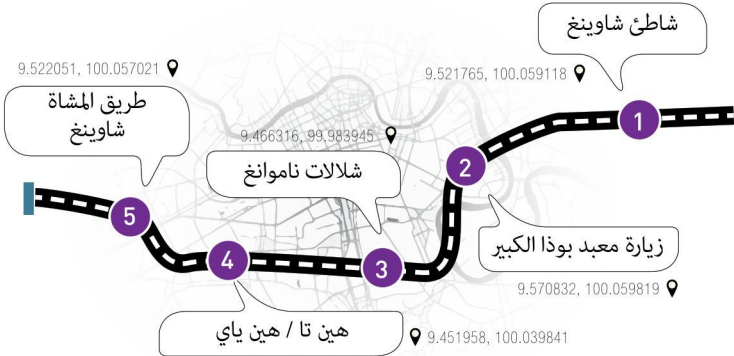 شاطئ شاوينغ
9.521765, 100.059118
1
2
زيارة معبد بوذا الكبير
9.570832, 100.059819
شلالات ناموانغ
9.466316, 99.983945
3
4
هين تا / هين ياي
9.451958, 100.039841
طريق المشاة
شاوينغ
9.522051, 100.057021
5